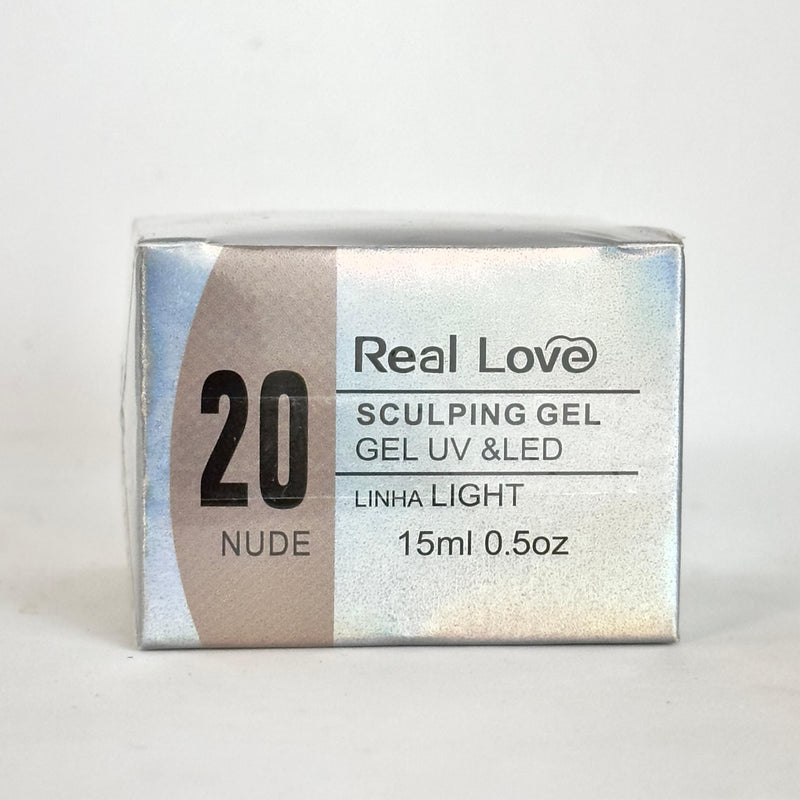 20
NUDE
Real Love
SCULPING GEL
GEL UV &LED
LINHA LIGHT
15ml 0.5oz